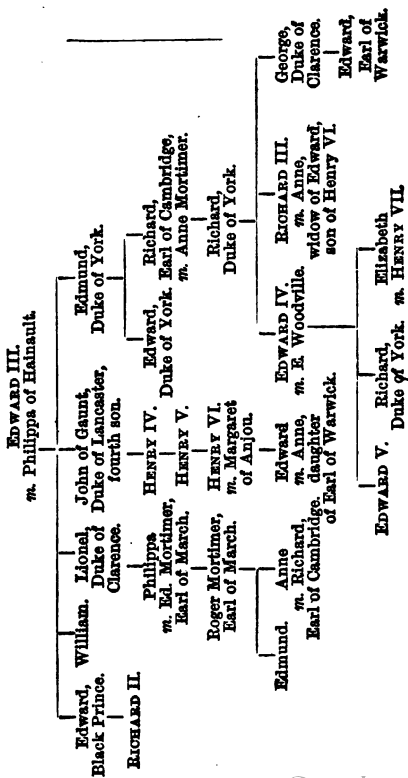 EDWARD III.
m. Philippa of Hainault.
Edward,
Black Prince.
William.
Lionel,
Duke of
Clarence.
John of Gaunt,
Duke of Lancaster,
fourth son.
Edmund,
Duke of York.
RICHARD II.
Philippa
m. Ed. Mortimer,
Earl of March.
HENRY IV.
Edward,
Duke of York.
Richard,
Earl of Cambridge,
m. Anne Mortimer.
Roger Mortimer,
Earl of March.
HENRY V.
Richard,
Duke of York.
Edmund.
Anne
m. Richard,
Earl of Cambridge.
HENRY VI.
m. Margaret
of Anjou.
Edward
m. Anne,
daughter
of Earl of Warwick.
EDWARD IV.
m. E. Woodville.
RICHARD III.
m. Anne,
widow of Edward,
son of Henry VI.
George,
Duke of
Clarence.
Edward,
Earl of
Warwick.
EDWARD V.
Richard,
Duke of York.
Elizabeth
m. HENRY VII.